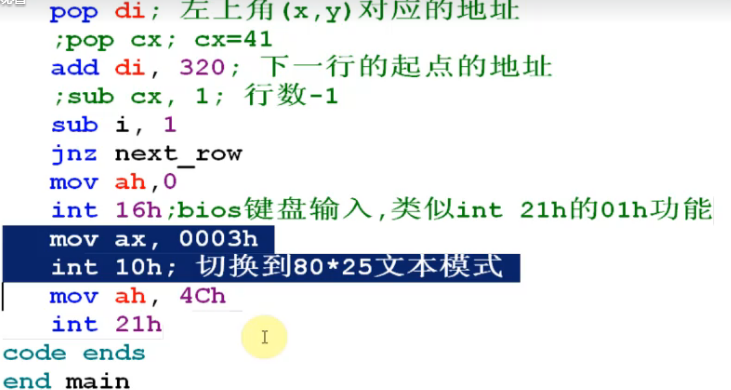 pop di; 左上角(x,y)对应的地址
;pop cx; cx=41
add di, 320; 下一行的起点的地址
;sub cx, 1; 行数-1
sub i, 1
jnz next_row
mov ah,0
int 16h;bios键盘输入,类似int 21h的01h功能
mov ax, 0003h
int 10h; 切换到80*25文本模式
mov ah, 4Ch
int 21h
code ends
end main